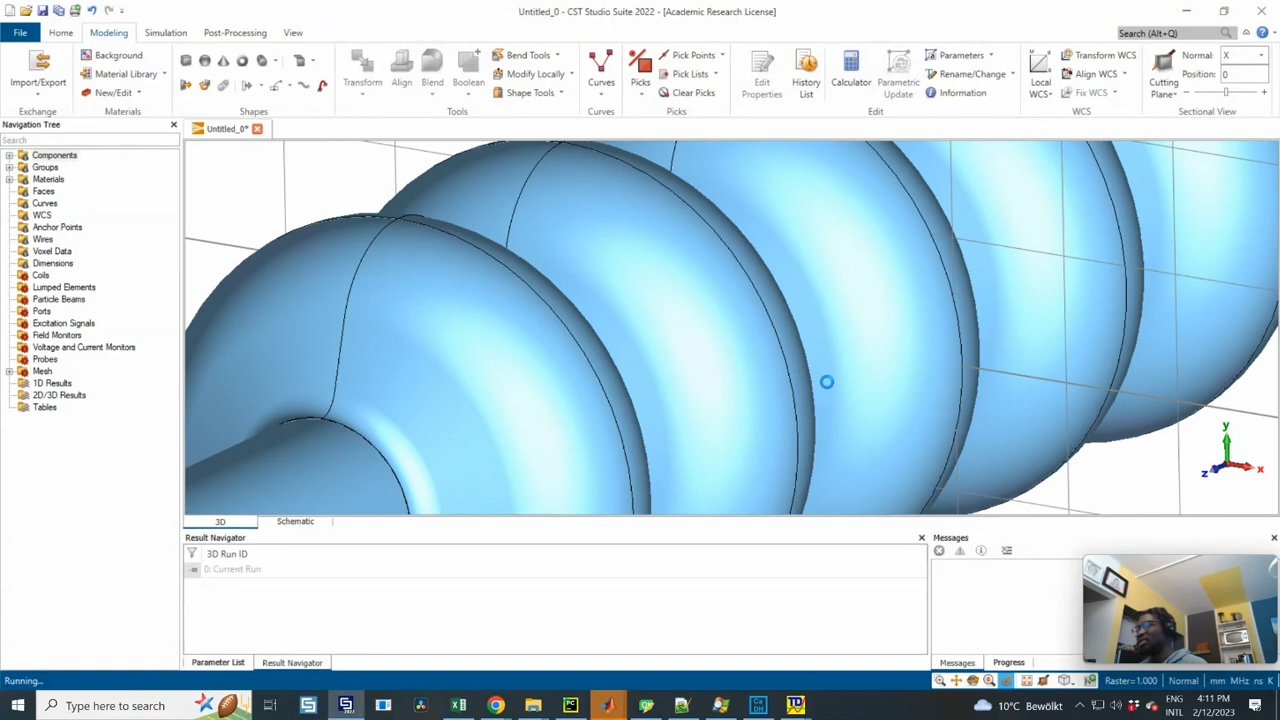 Untitled_0 - CST Studio Suite 2022 - [Academic Research License]
File Home Modeling Simulation Post-Processing View Search (Alt+Q)
Import/Export
Exchange
Background
Material Library
New/Edit
Materials
Shapes
Transform Align Blend Boolean
Bend Tools
Modify Locally
Shape Tools
Tools
Curves
Curves
Picks
Pick Points
Pick Lists
Clear Picks
Picks
Edit Properties
History List
Calculator
Parametric Update
Parameters
Rename/Change
Information
Edit
Local WCS
Transform WCS
Align WCS
Fix WCS
WCS
Cutting Plane
Normal: X
Position: 0
Sectional View
Navigation Tree
Untitled_0*
Search
Components
Groups
Materials
Faces
Curves
WCS
Anchor Points
Wires
Voxel Data
Dimensions
Coils
Lumped Elements
Particle Beams
Ports
Excitation Signals
Field Monitors
Voltage and Current Monitors
Probes
Mesh
1D Results
2D/3D Results
Tables
y
z
x
3D Schematic
Result Navigator
3D Run ID
0: Current Run
Messages
Parameter List Result Navigator
Messages Progress
Running...
Raster=1.000 Normal mm MHz ns K
Type here to search
10°C Bewölkt
ENG
INTL
4:11 PM
2/12/2023